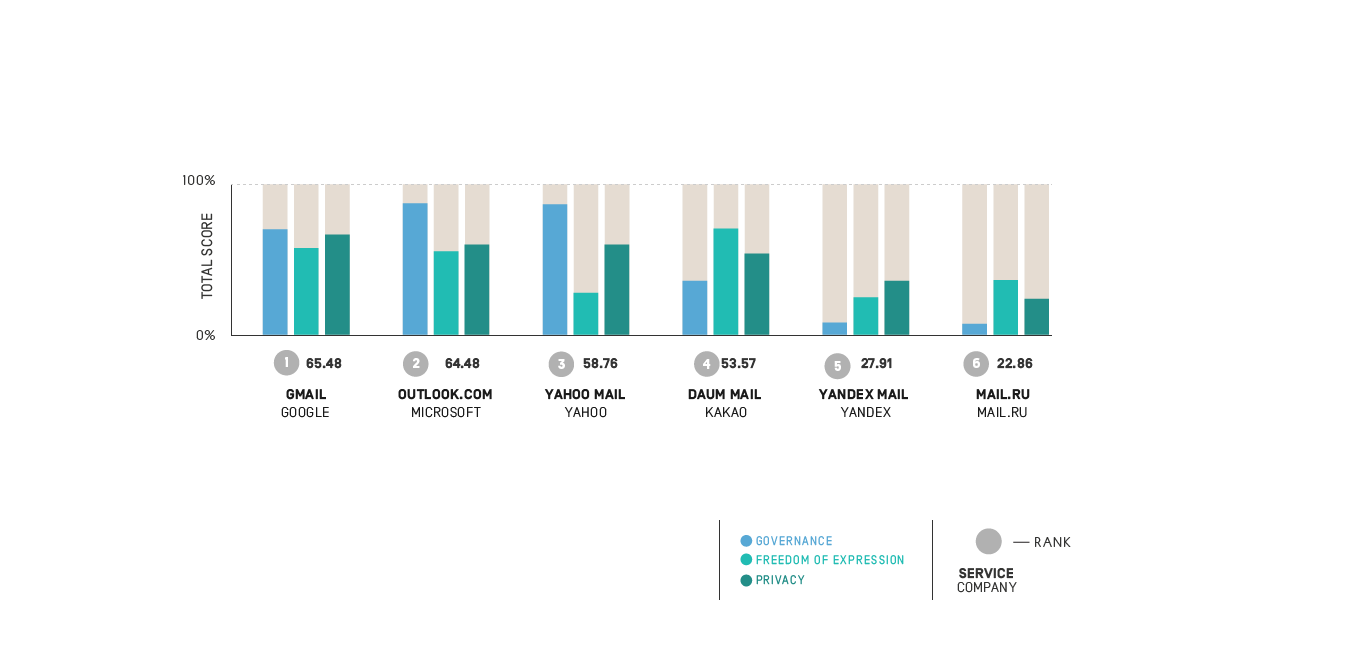 100%
TOTAL SCORE
0%
1 65.48
GMAIL
GOOGLE
2 64.48
OUTLOOK.COM
MICROSOFT
3 58.76
YAHOO MAIL
YAHOO
4 53.57
DAUM MAIL
KAKAO
5 27.91
YANDEX MAIL
YANDEX
6 22.86
MAIL.RU
MAIL.RU
GOVERNANCE
FREEDOM OF EXPRESSION
PRIVACY
— RANK
SERVICE
COMPANY